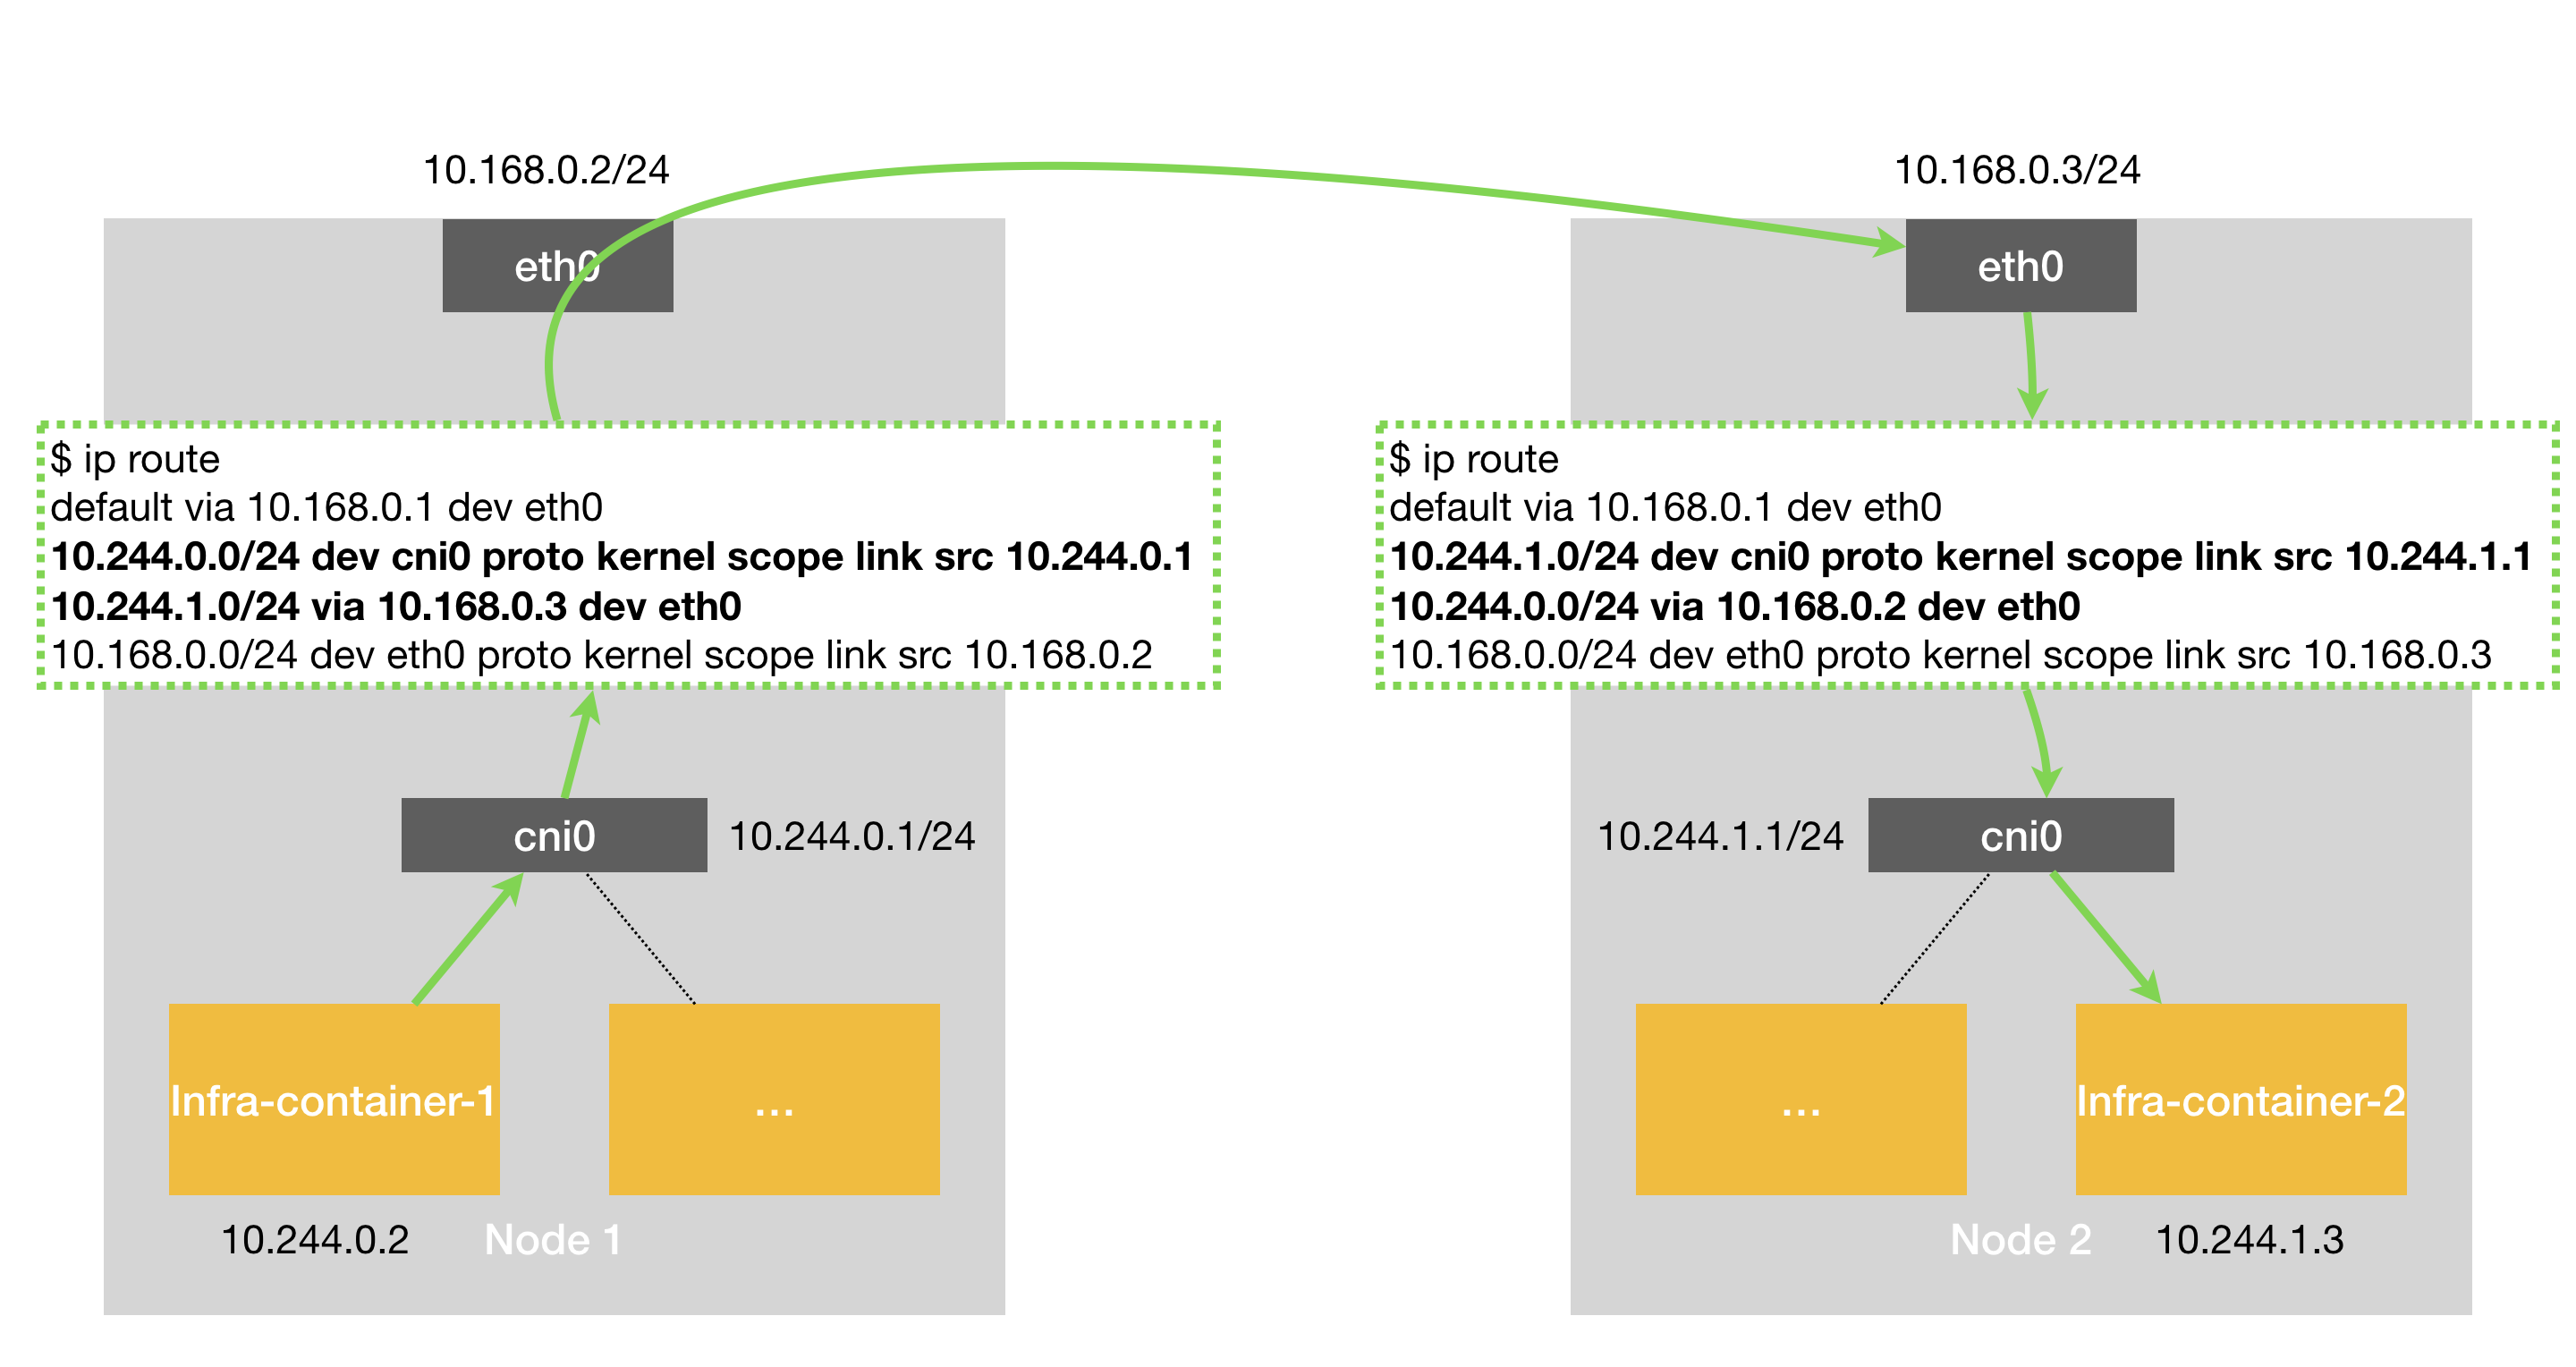 10.168.0.2/24
eth0
$ ip route
default via 10.168.0.1 dev eth0
10.244.0.0/24 dev cni0 proto kernel scope link src 10.244.0.1
10.244.1.0/24 via 10.168.0.3 dev eth0
10.168.0.0/24 dev eth0 proto kernel scope link src 10.168.0.2
cni0
10.244.0.1/24
Infra-container-1
...
10.244.0.2
Node 1
10.168.0.3/24
eth0
$ ip route
default via 10.168.0.1 dev eth0
10.244.1.0/24 dev cni0 proto kernel scope link src 10.244.1.1
10.244.0.0/24 via 10.168.0.2 dev eth0
10.168.0.0/24 dev eth0 proto kernel scope link src 10.168.0.3
10.244.1.1/24
cni0
...
Infra-container-2
Node 2
10.244.1.3